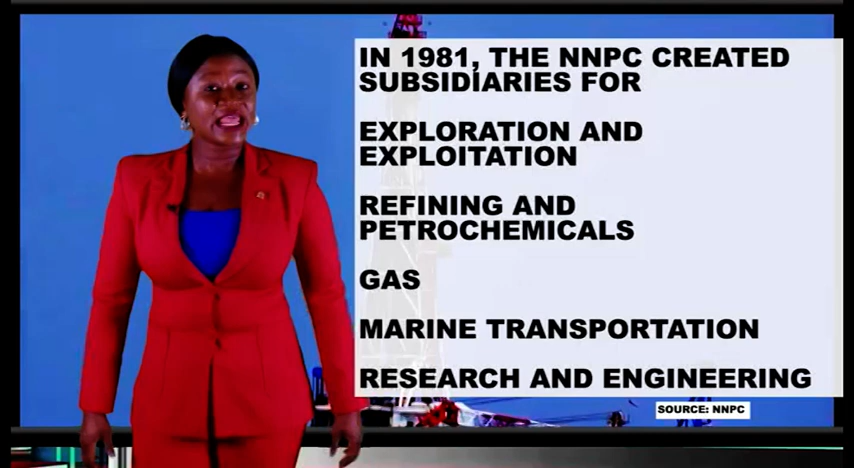 IN 1981, THE NNPC CREATED
SUBSIDIARIES FOR
EXPLORATION AND
EXPLOITATION
REFINING AND
PETROCHEMICALS
GAS
MARINE TRANSPORTATION
RESEARCH AND ENGINEERING
SOURCE: NNPC